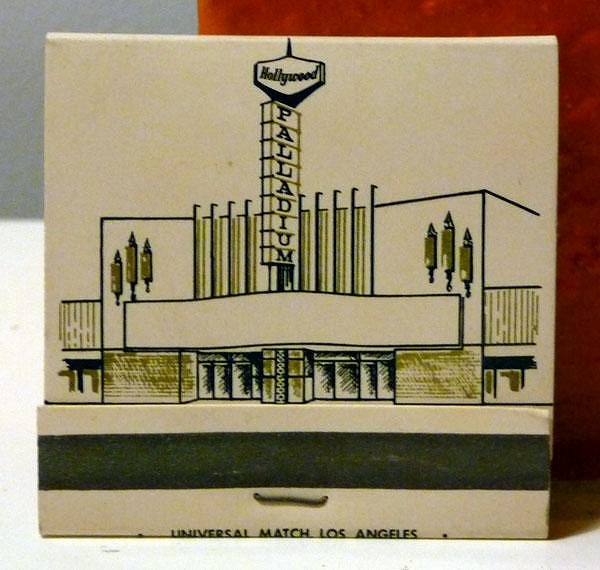 Hollywood
PALLADIUM
UNIVERSAL MATCH, LOS ANGELES